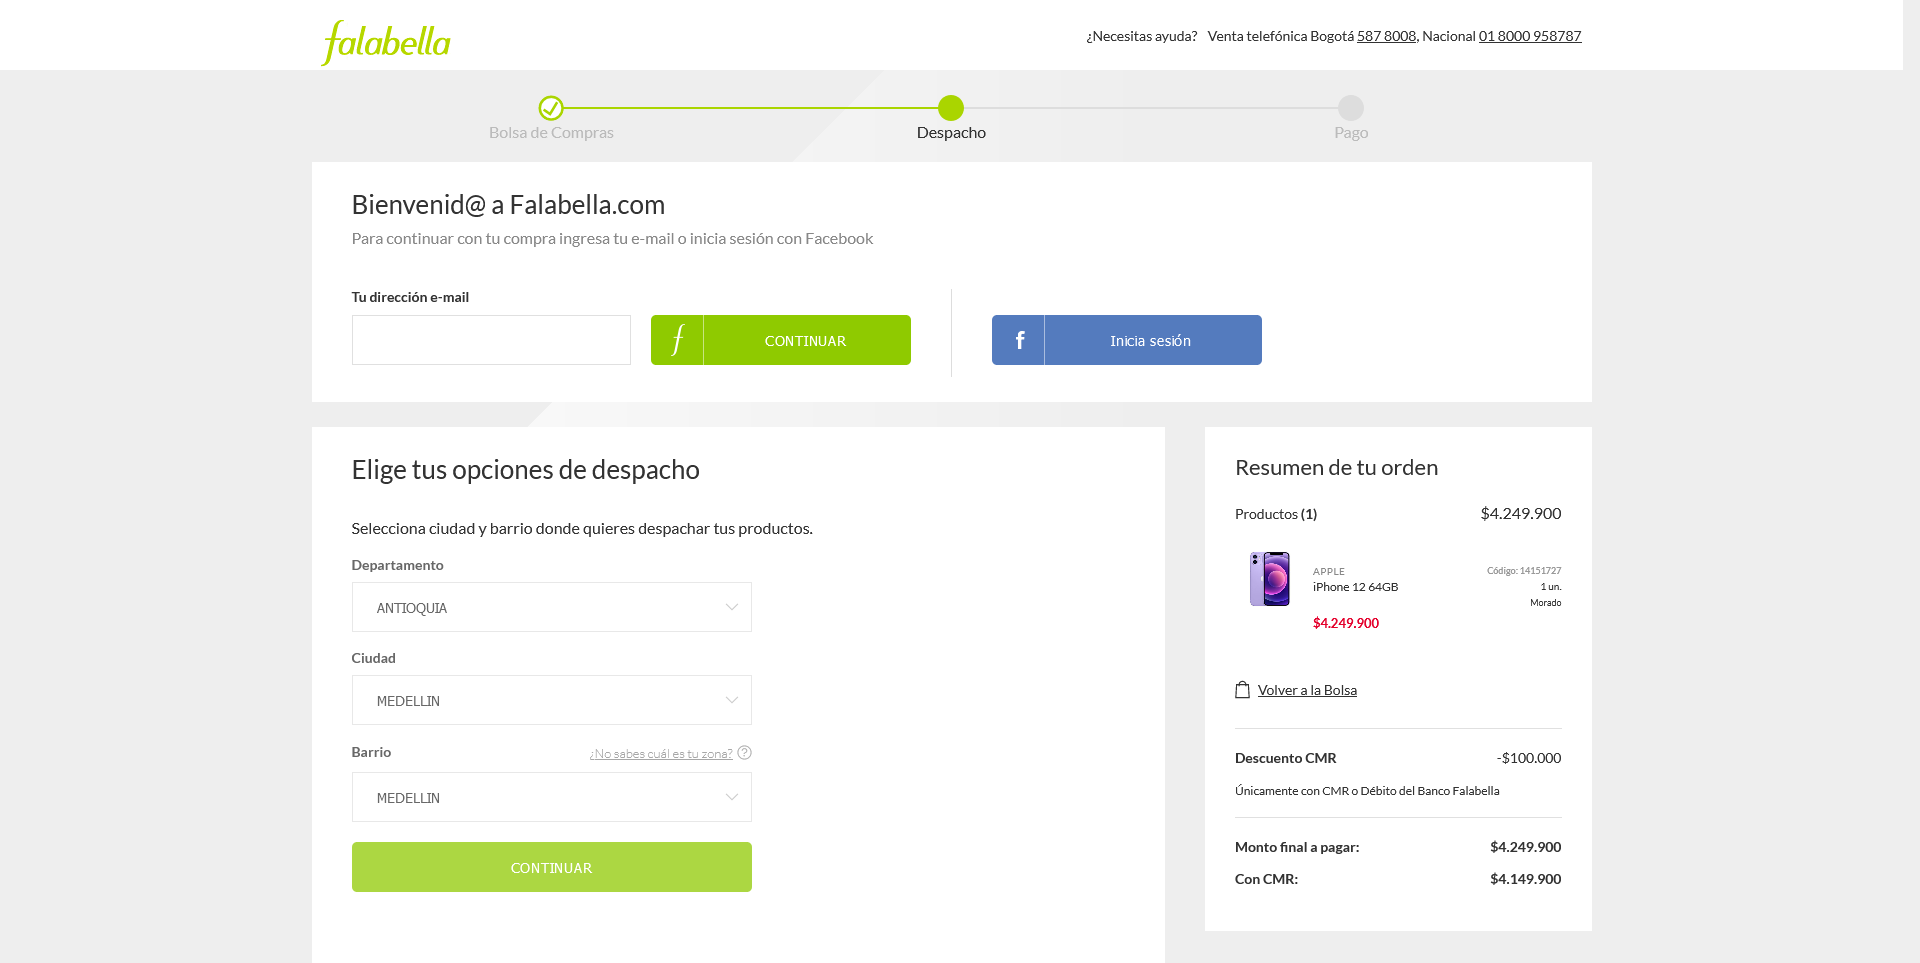 falabella
¿Necesitas ayuda? Venta telefónica Bogotá 587 8008, Nacional 01 8000 958787
Bolsa de Compras
Despacho
Pago
Bienvenid@ a Falabella.com
Para continuar con tu compra ingresa tu e-mail o inicia sesión con Facebook
Tu dirección e-mail
f CONTINUAR
f Inicia sesión
Elige tus opciones de despacho
Selecciona ciudad y barrio donde quieres despachar tus productos.
Departamento
ANTIOQUIA
Ciudad
MEDELLIN
Barrio ¿No sabes cuál es tu zona? ?
MEDELLIN
CONTINUAR
Resumen de tu orden
Productos (1) $4.249.900
APPLE Código: 14151727
iPhone 12 64GB 1 un.
Morado
$4.249.900
Volver a la Bolsa
Descuento CMR -$100.000
Únicamente con CMR o Débito del Banco Falabella
Monto final a pagar: $4.249.900
Con CMR: $4.149.900